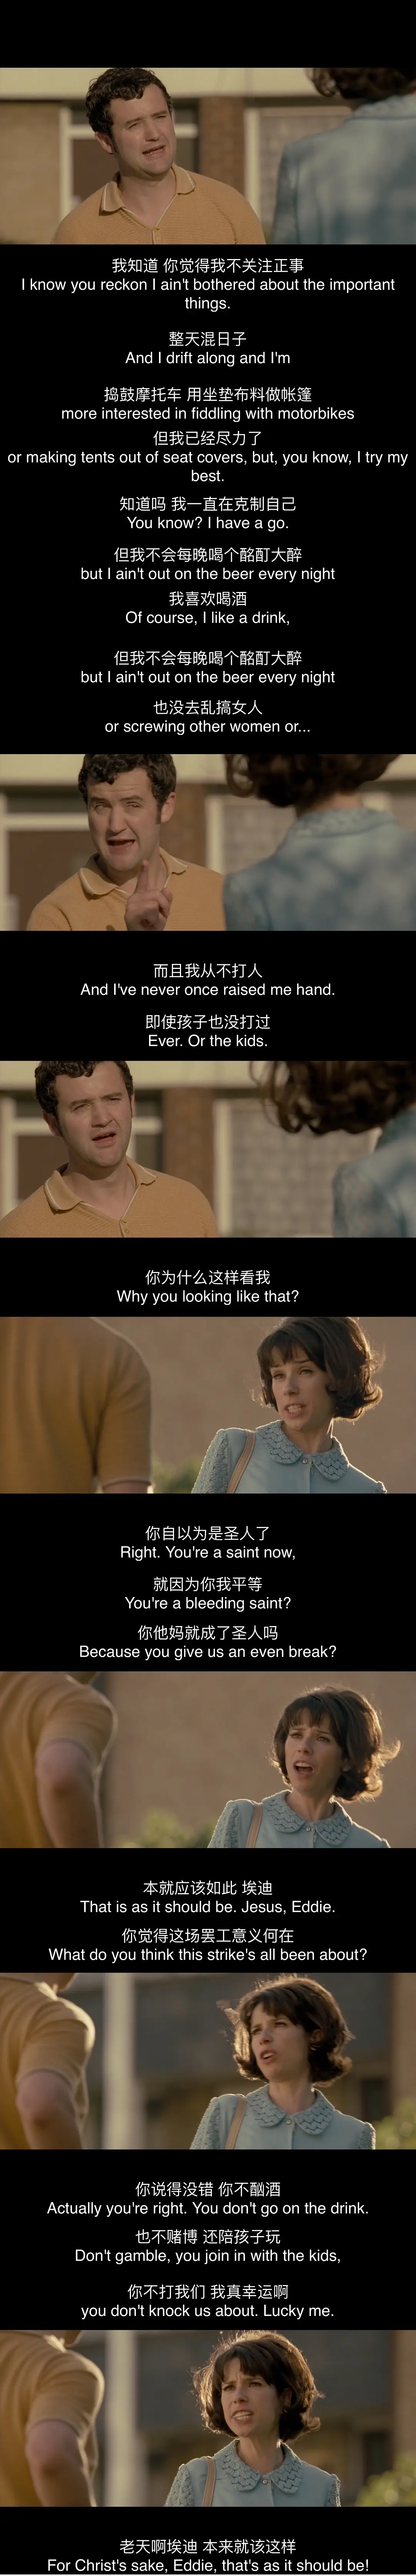 我知道 你觉得我不关注正事
I know you reckon I ain't bothered about the important
things.
整天混日子
And I drift along and I'm
捣鼓摩托车 用坐垫布料做帐篷
more interested in fiddling with motorbikes
但我已经尽力了
or making tents out of seat covers, but, you know, I try my
best.
知道吗 我一直在克制自己
You know? I have a go.
但我不会每晚喝个酩酊大醉
but I ain't out on the beer every night
我喜欢喝酒
Of course, I like a drink,
但我不会每晚喝个酩酊大醉
but I ain't out on the beer every night
也没去乱搞女人
or screwing other women or...
而且我从不打人
And I've never once raised me hand.
即使孩子也没打过
Ever. Or the kids.
你为什么这样看我
Why you looking like that?
你自以为是圣人了
Right. You're a saint now,
就因为你我平等
You're a bleeding saint?
你他妈就成了圣人吗
Because you give us an even break?
本就应该如此 埃迪
That is as it should be. Jesus, Eddie.
你觉得这场罢工意义何在
What do you think this strike's all been about?
你说得没错 你不酗酒
Actually you're right. You don't go on the drink.
也不赌博 还陪孩子玩
Don't gamble, you join in with the kids,
你不打我们 我真幸运啊
you don't knock us about. Lucky me.
老天啊埃迪 本来就该这样
For Christ's sake, Eddie, that's as it should be!